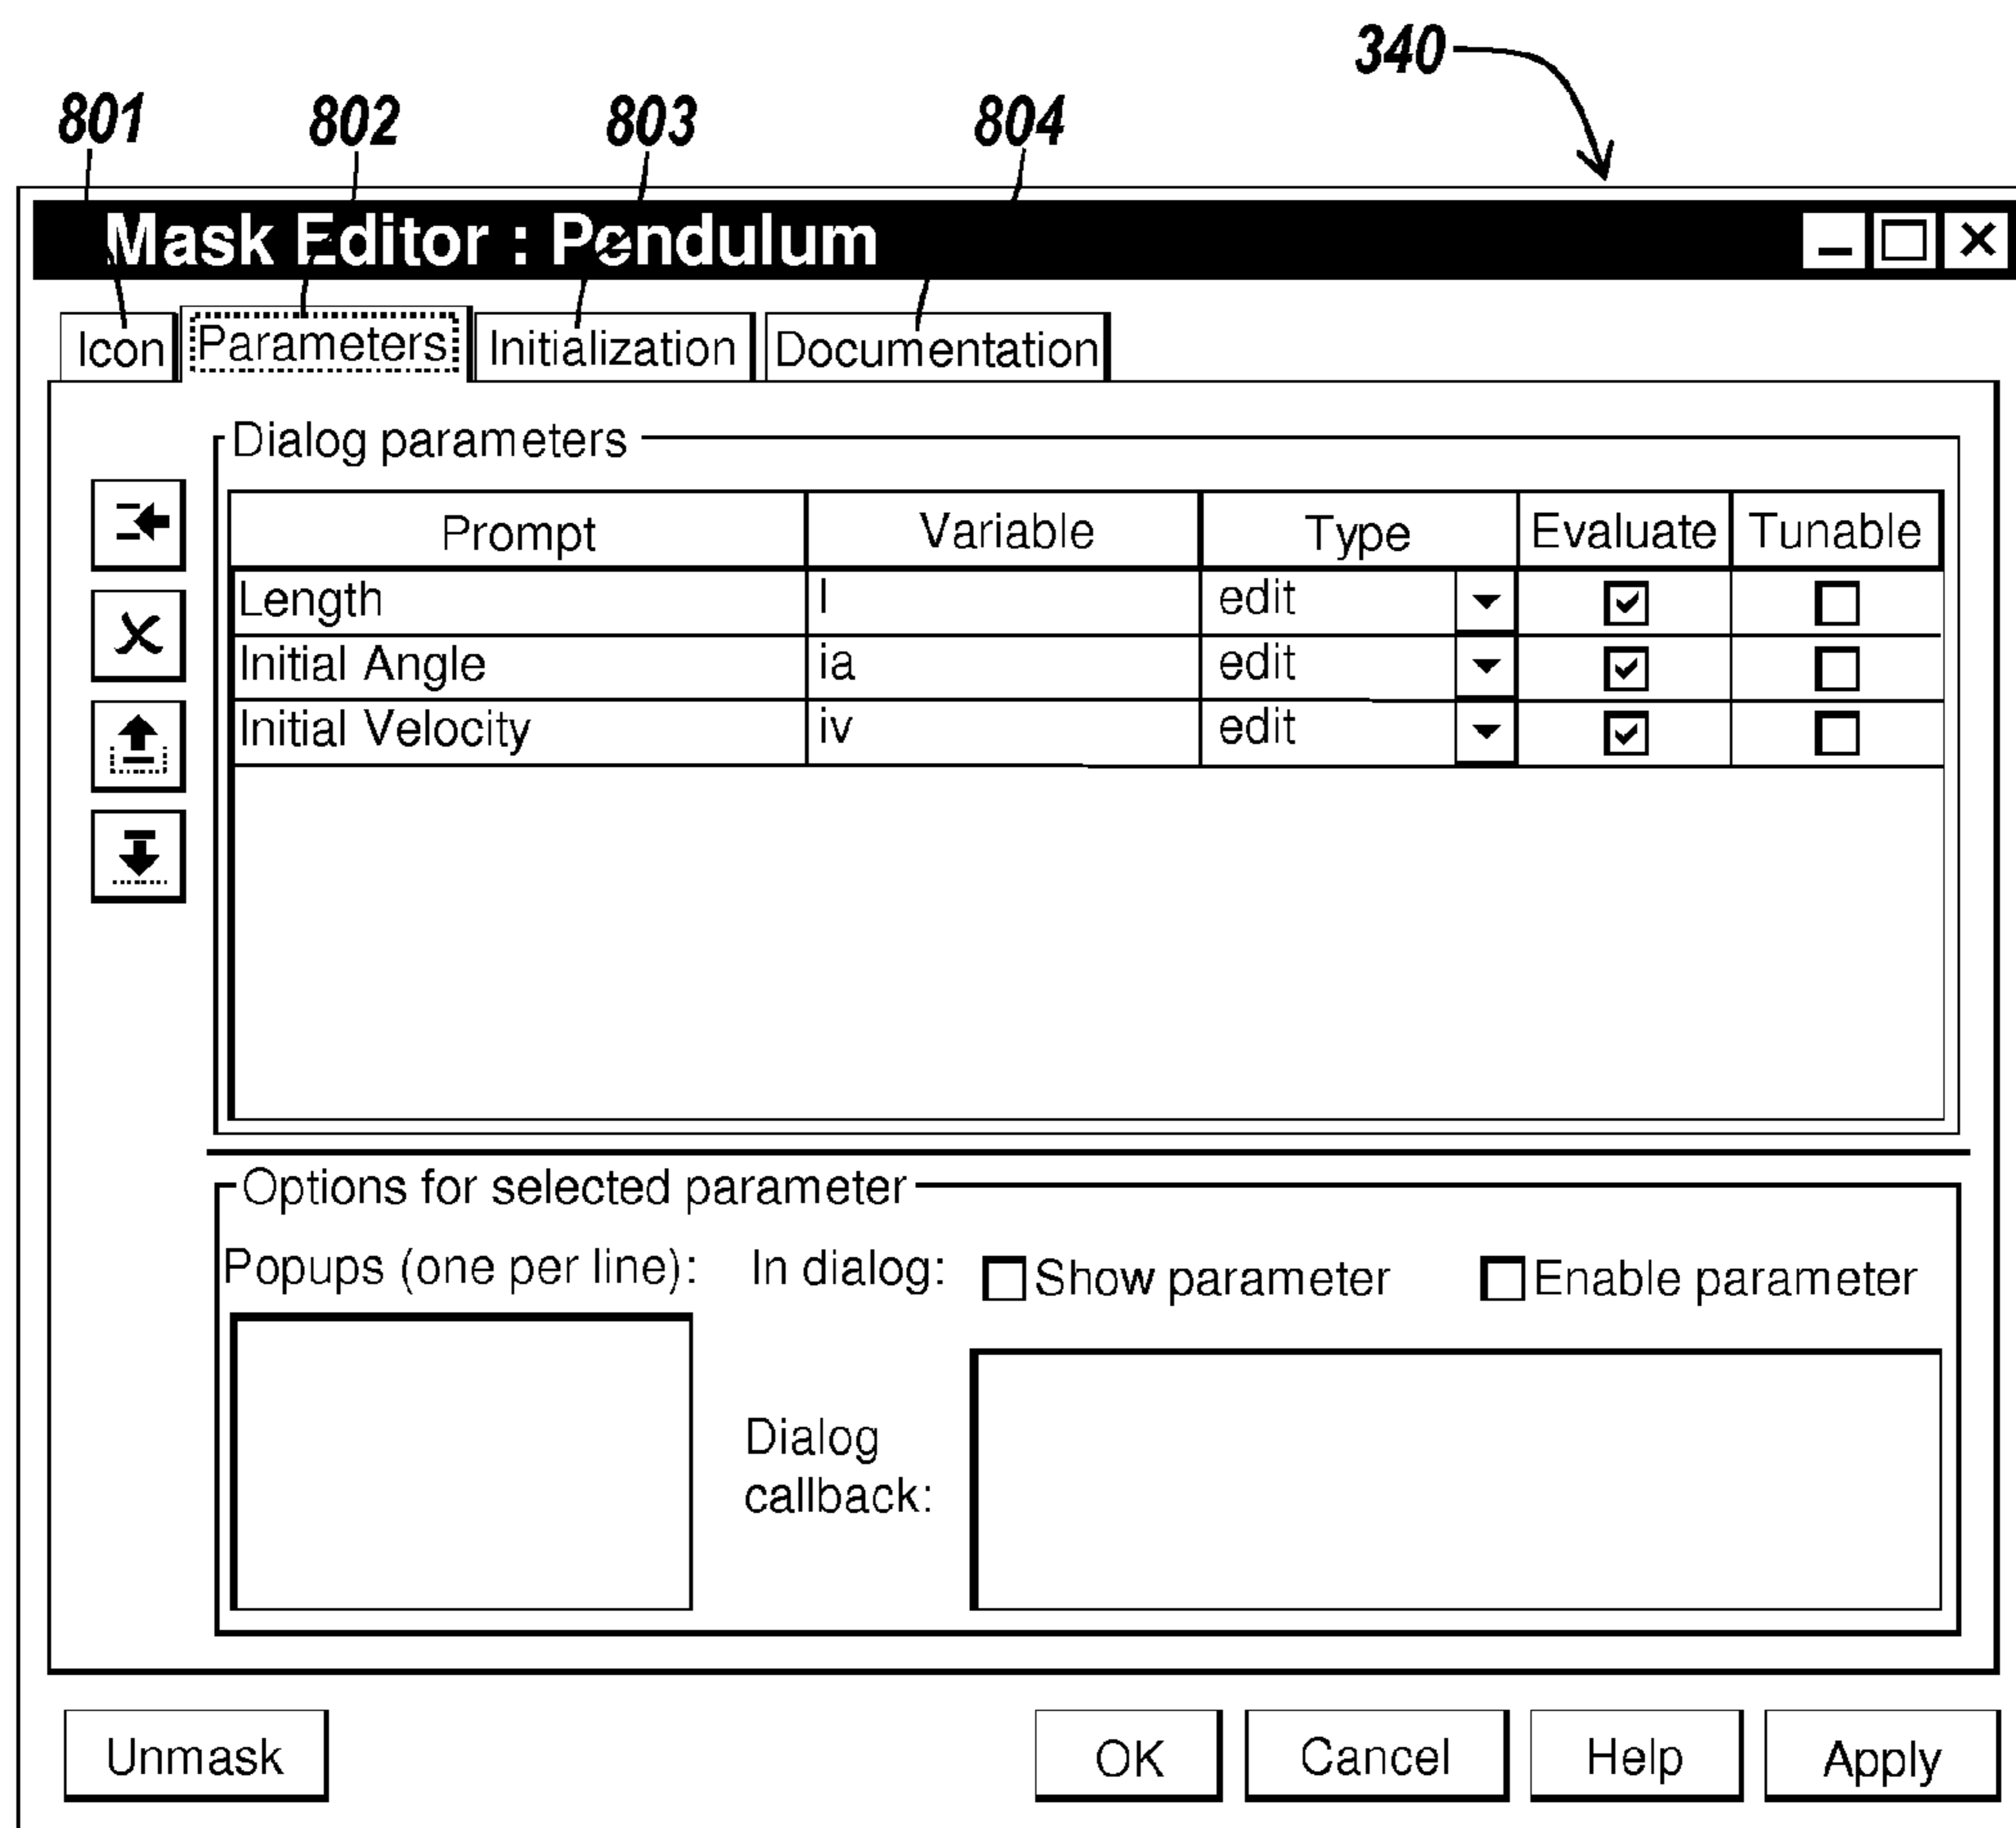 340
801 802 803 804
Mask Editor : Pendulum
Icon Parameters Initialization Documentation
Dialog parameters
Prompt Variable Type Evaluate Tunable
Length l edit
Initial Angle ia edit
Initial Velocity iv edit
Options for selected parameter
Popups (one per line): In dialog: Show parameter Enable parameter
Dialog
callback:
Unmask OK Cancel Help Apply